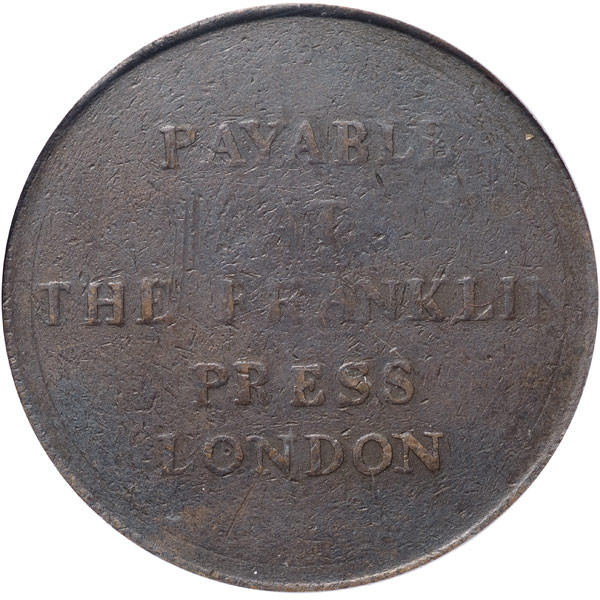 PAYABLE
AT
THE FRANKLIN
PRESS
LONDON